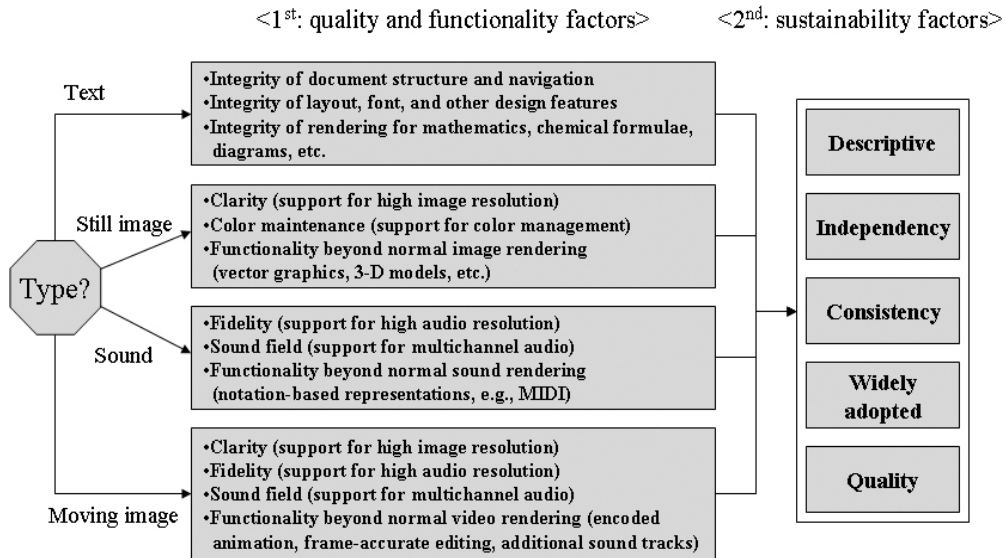 <1st: quality and functionality factors>
<2nd: sustainability factors>
Type?
Text
•Integrity of document structure and navigation
•Integrity of layout, font, and other design features
•Integrity of rendering for mathematics, chemical formulae,
diagrams, etc.
Still image
•Clarity (support for high image resolution)
•Color maintenance (support for color management)
•Functionality beyond normal image rendering
(vector graphics, 3-D models, etc.)
Sound
•Fidelity (support for high audio resolution)
•Sound field (support for multichannel audio)
•Functionality beyond normal sound rendering
(notation-based representations, e.g., MIDI)
Moving image
•Clarity (support for high image resolution)
•Fidelity (support for high audio resolution)
•Sound field (support for multichannel audio)
•Functionality beyond normal video rendering (encoded
animation, frame-accurate editing, additional sound tracks)
Descriptive
Independency
Consistency
Widely
adopted
Quality